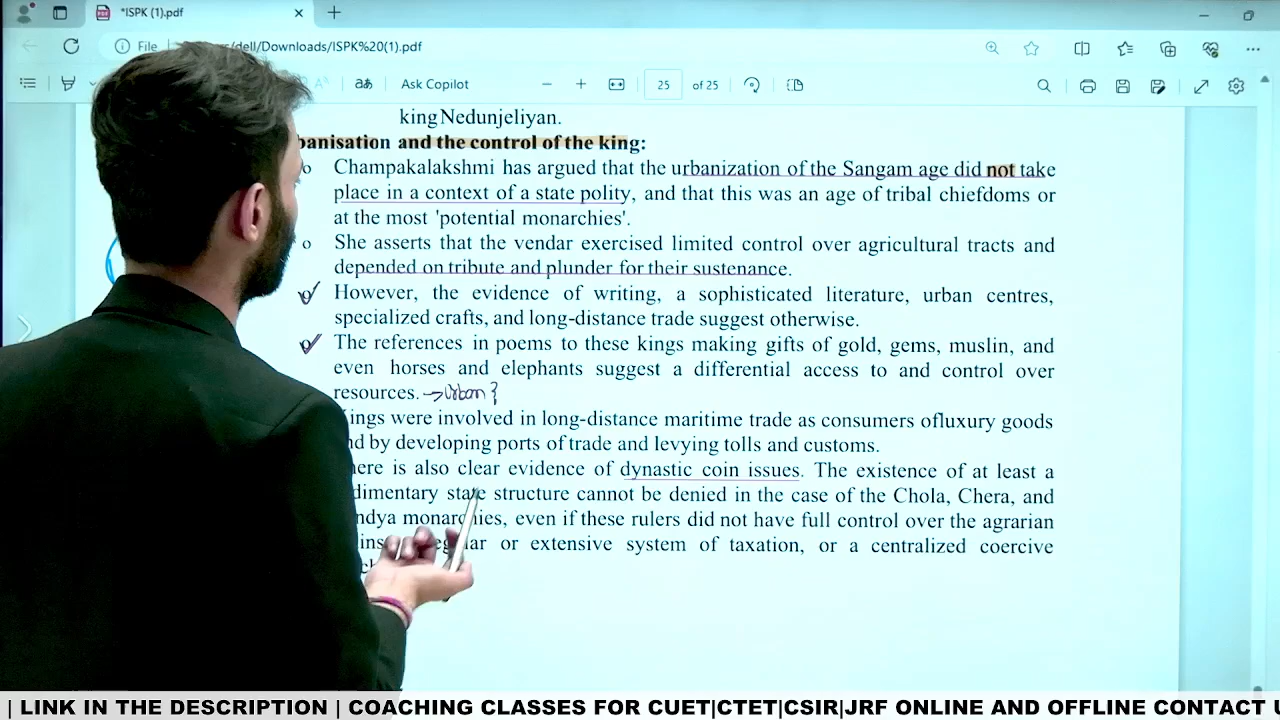 *ISPK (1).pdf
File
/dell/Downloads/ISPK%20(1).pdf
aあ Ask Copilot 25 of 25
king Nedunjeliyan.
banisation and the control of the king:
o Champakalakshmi has argued that the urbanization of the Sangam age did not take
place in a context of a state polity, and that this was an age of tribal chiefdoms or
at the most 'potential monarchies'.
o She asserts that the vendar exercised limited control over agricultural tracts and
depended on tribute and plunder for their sustenance.
o However, the evidence of writing, a sophisticated literature, urban centres,
specialized crafts, and long-distance trade suggest otherwise.
o The references in poems to these kings making gifts of gold, gems, muslin, and
even horses and elephants suggest a differential access to and control over
resources. → Urban }
ings were involved in long-distance maritime trade as consumers ofluxury goods
nd by developing ports of trade and levying tolls and customs.
ere is also clear evidence of dynastic coin issues. The existence of at least a
dimentary state structure cannot be denied in the case of the Chola, Chera, and
ndya monarchies, even if these rulers did not have full control over the agrarian
or extensive system of taxation, or a centralized coercive
| LINK IN THE DESCRIPTION | COACHING CLASSES FOR CUET|CTET|CSIR|JRF ONLINE AND OFFLINE CONTACT U